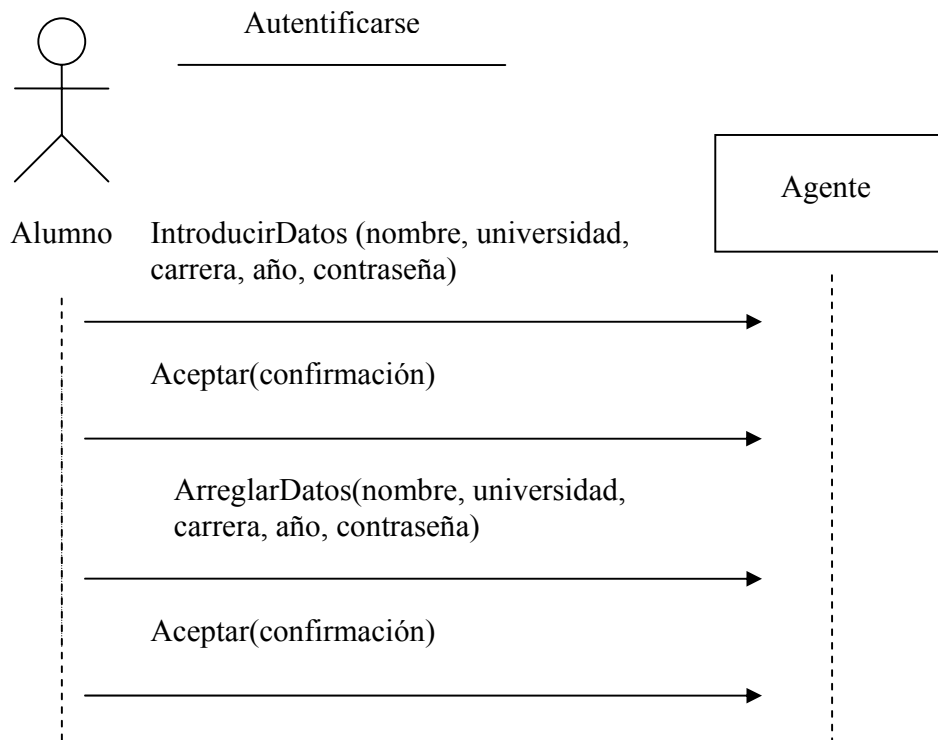 Autentificarse
Agente
Alumno
IntroducirDatos (nombre, universidad,
carrera, año, contraseña)
Aceptar(confirmación)
ArreglarDatos(nombre, universidad,
carrera, año, contraseña)
Aceptar(confirmación)